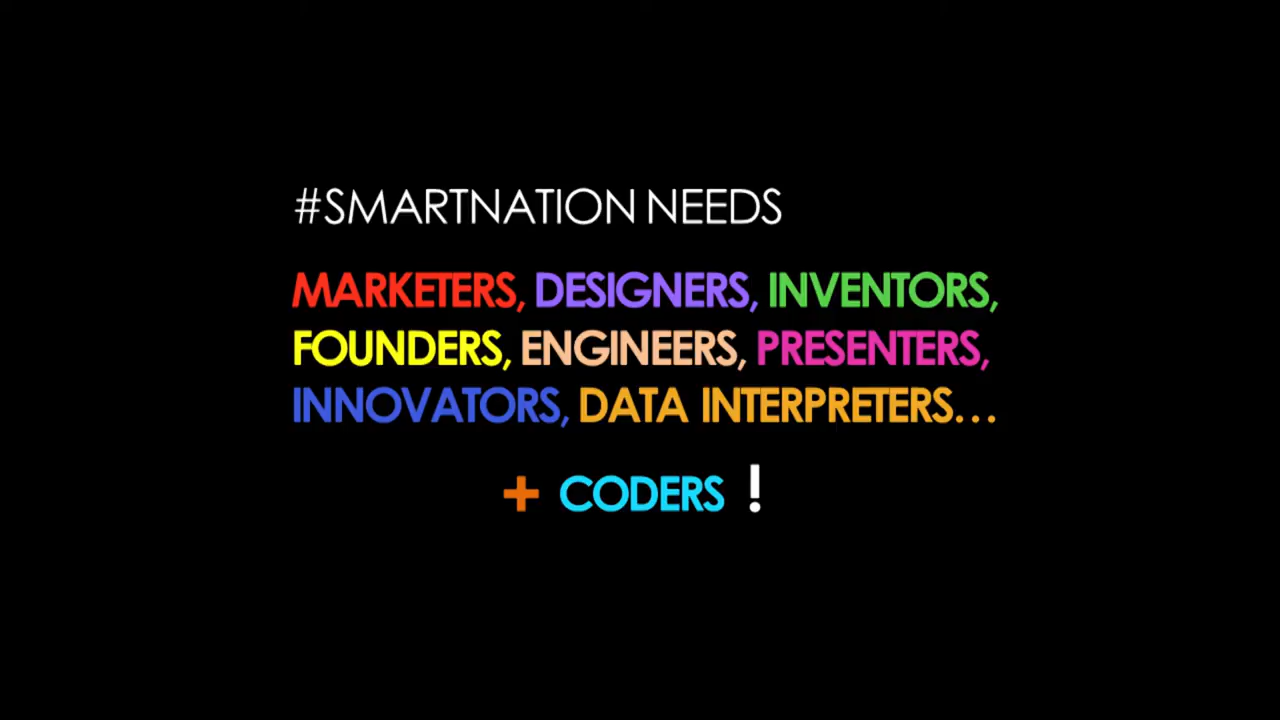 #SMARTNATION NEEDS
MARKETERS, DESIGNERS, INVENTORS,
FOUNDERS, ENGINEERS, PRESENTERS,
INNOVATORS, DATA INTERPRETERS...
+ CODERS !